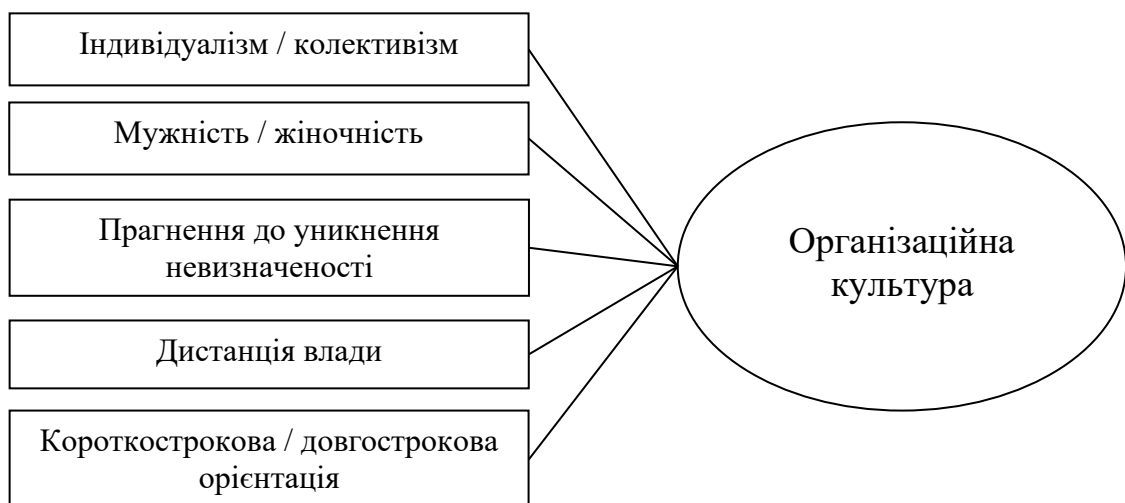 Індивідуалізм / колективізм
Мужність / жіночність
Прагнення до уникнення
невизначеності
Дистанція влади
Короткострокова / довгострокова
орієнтація
Організаційна
культура